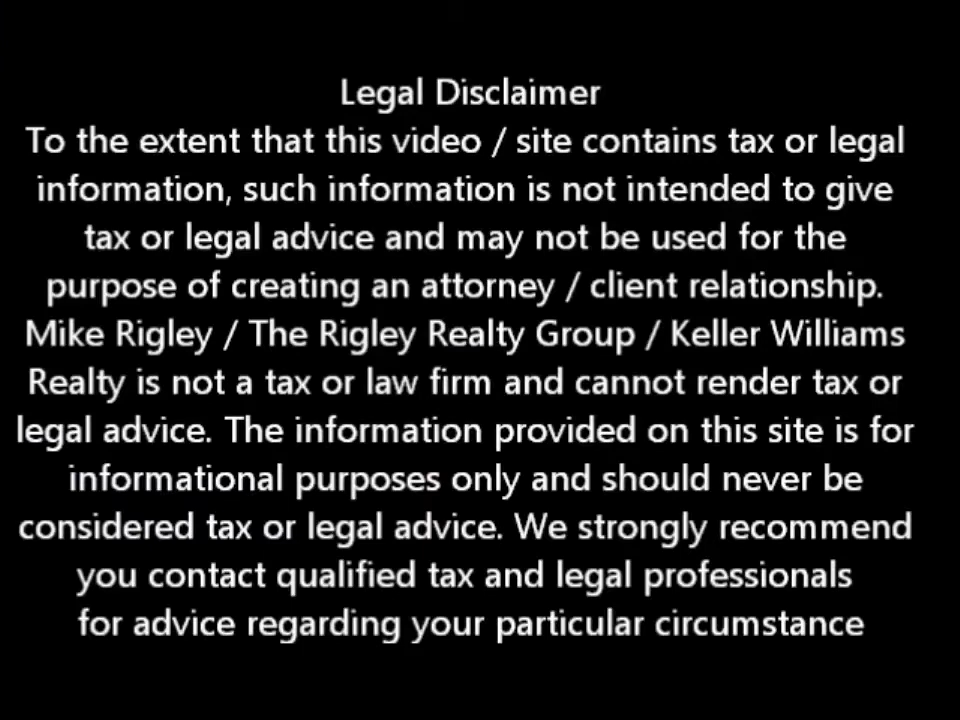 Legal Disclaimer
To the extent that this video / site contains tax or legal
information, such information is not intended to give
tax or legal advice and may not be used for the
purpose of creating an attorney / client relationship.
Mike Rigley / The Rigley Realty Group / Keller Williams
Realty is not a tax or law firm and cannot render tax or
legal advice. The information provided on this site is for
informational purposes only and should never be
considered tax or legal advice. We strongly recommend
you contact qualified tax and legal professionals
for advice regarding your particular circumstance